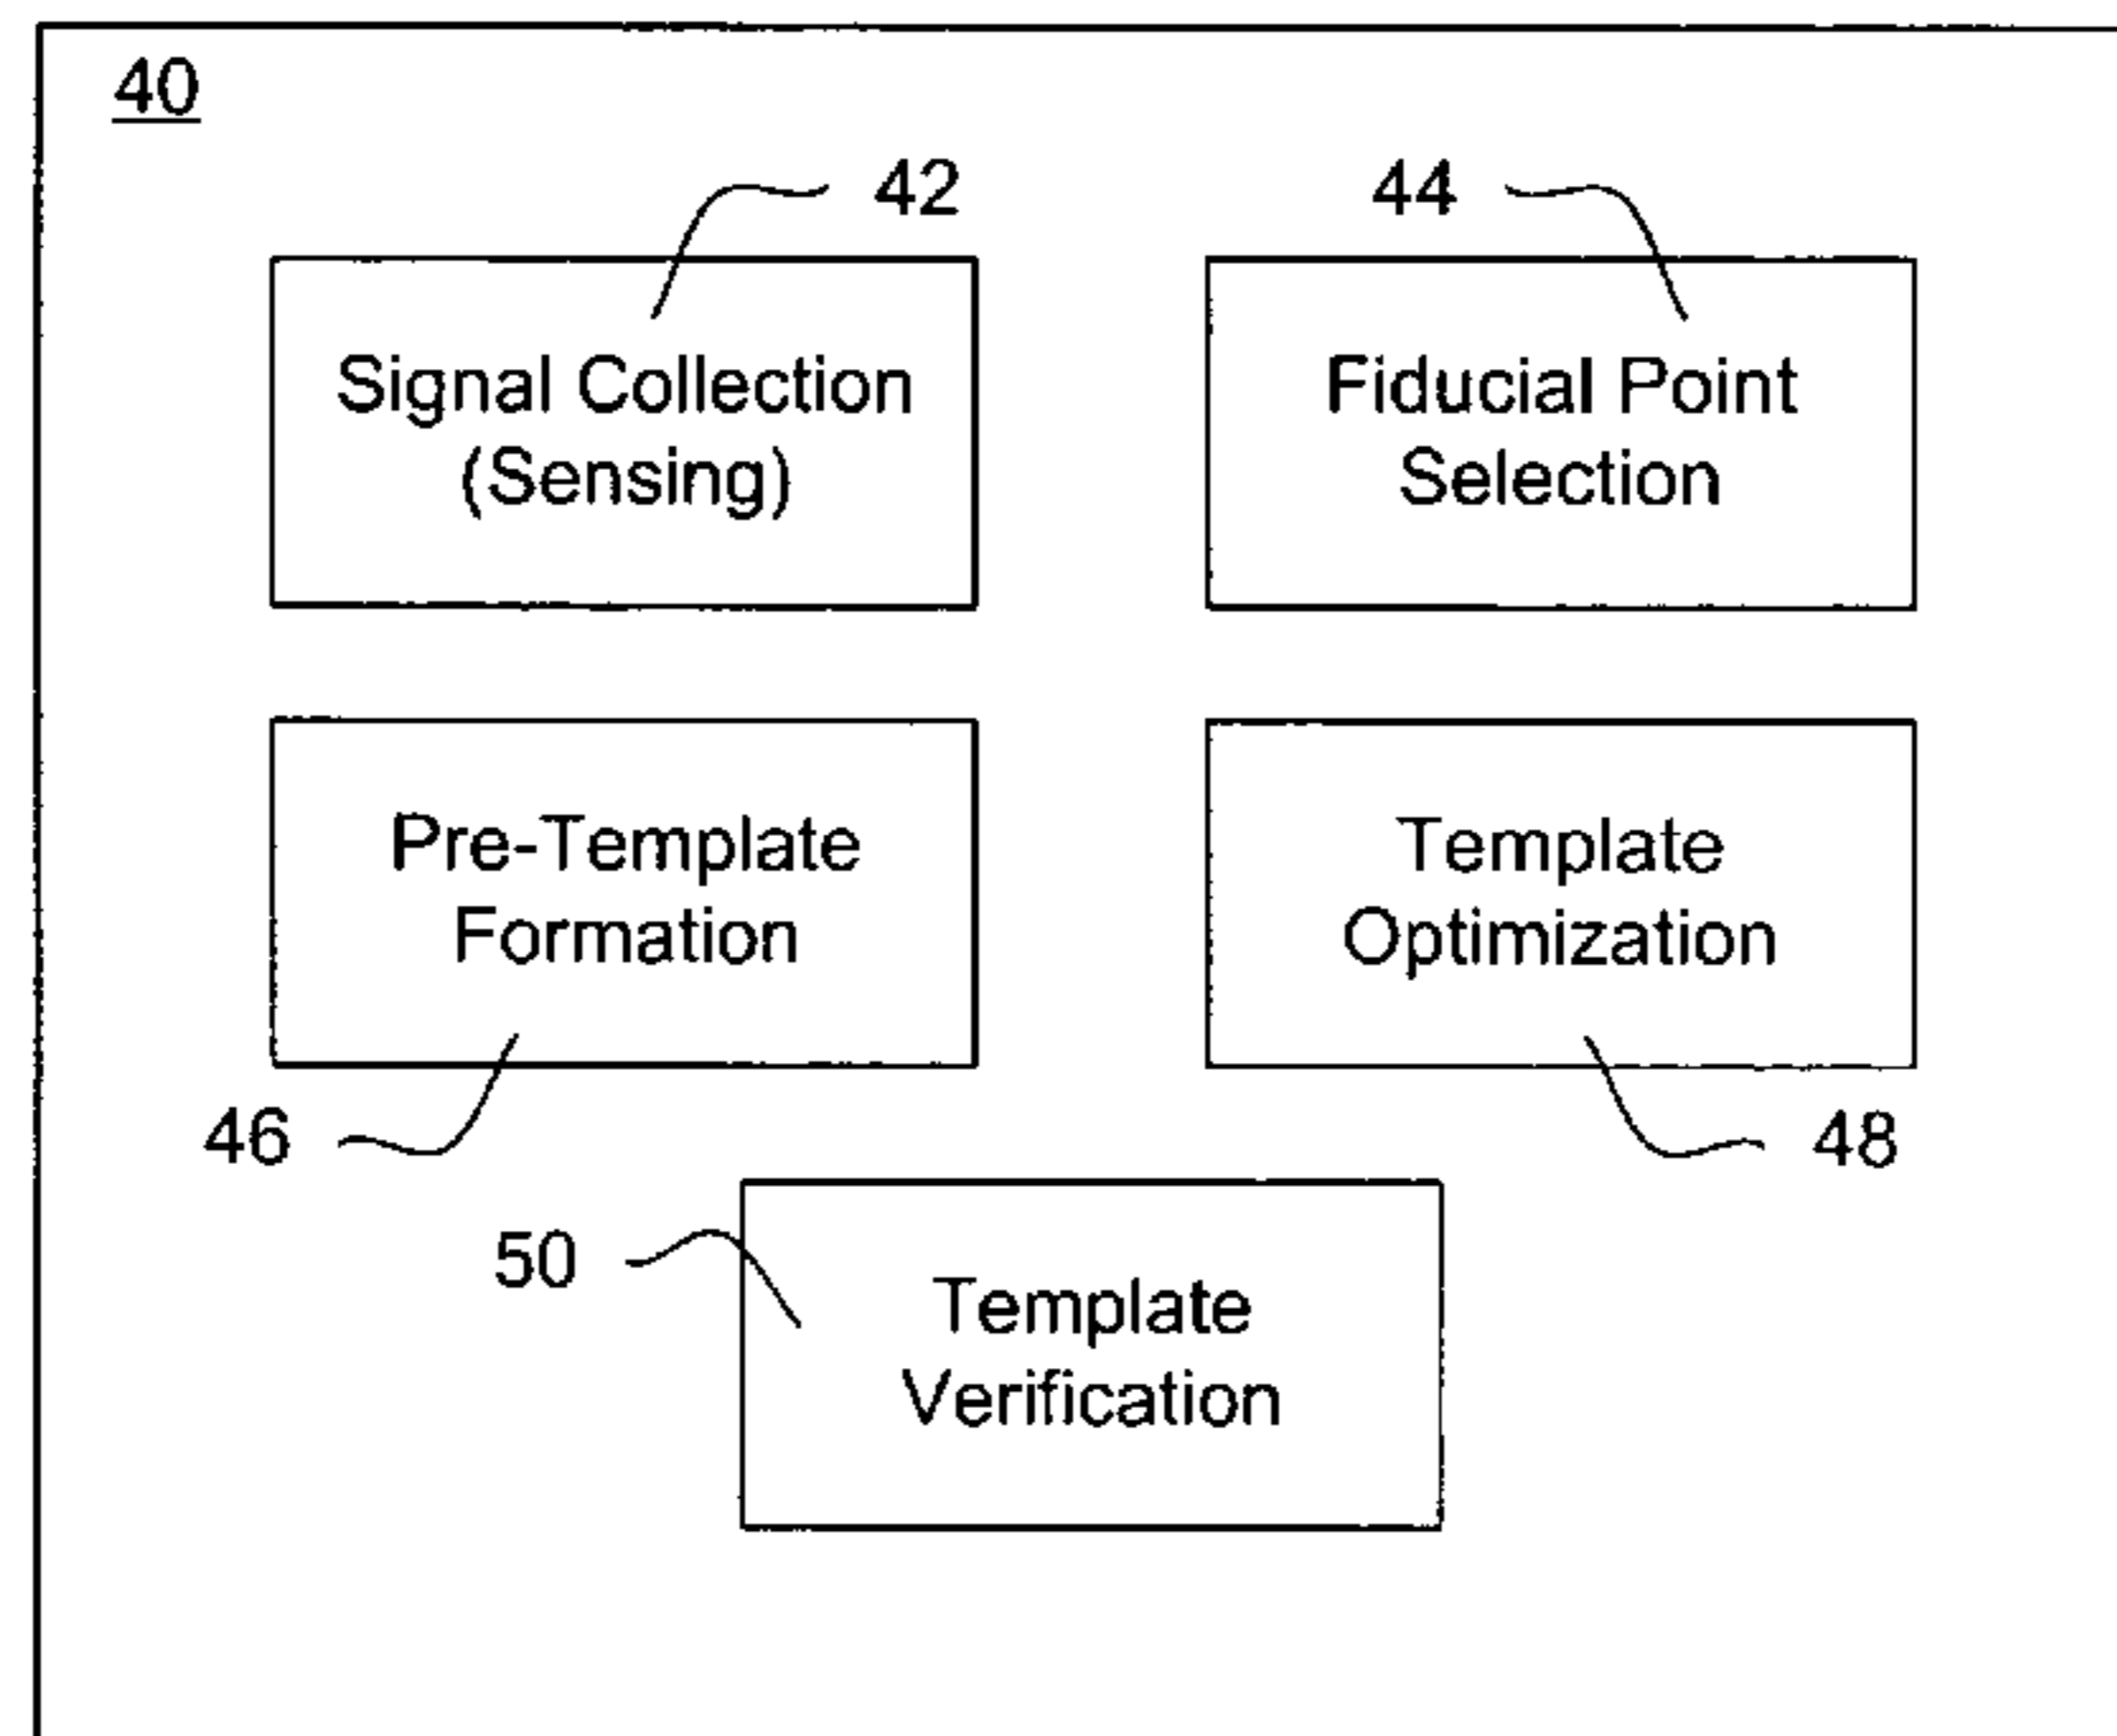 40
42
44
Signal Collection
(Sensing)
Fiducial Point
Selection
Pre-Template
Formation
Template
Optimization
46
48
50
Template
Verification